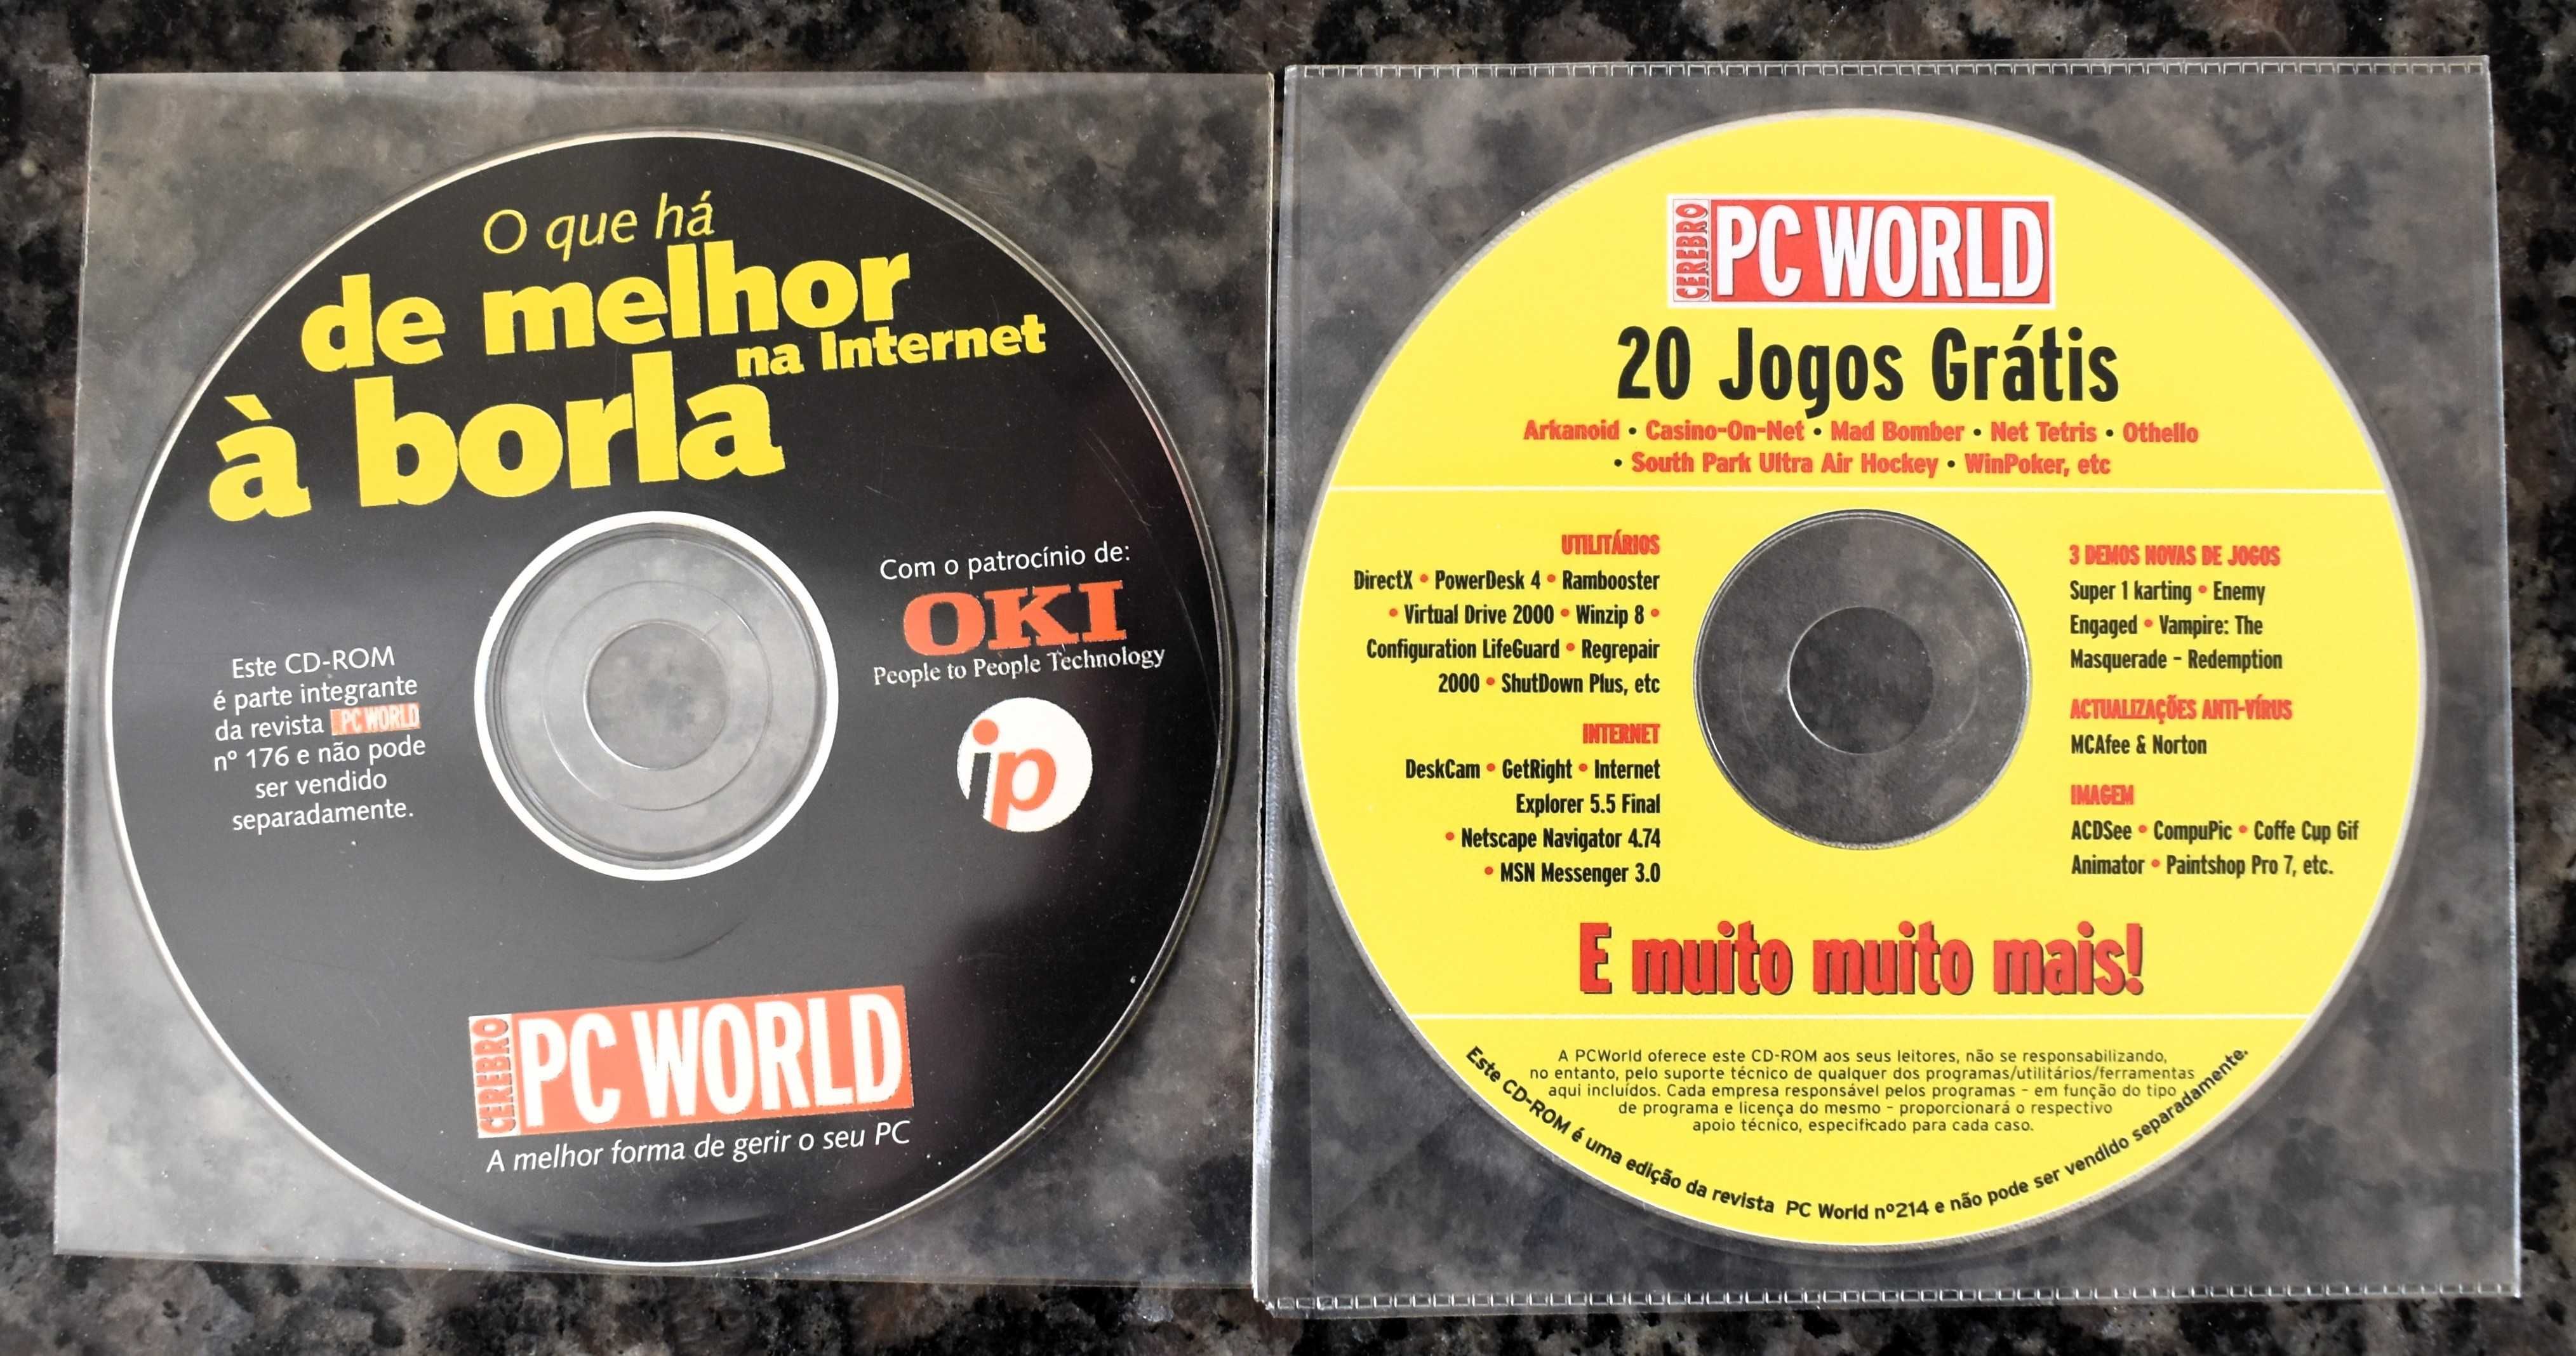 O que há
de melhor
na Internet
à borla
Com o patrocínio de:
OKI
People to People Technology
ip
Este CD-ROM
é parte integrante
da revista PC WORLD
nº 176 e não pode
ser vendido
separadamente.
CEREBRO
PC WORLD
A melhor forma de gerir o seu PC
CEREBRO
PC WORLD
20 Jogos Grátis
Arkanoid • Casino-On-Net • Mad Bomber • Net Tetris • Othello
• South Park Ultra Air Hockey • WinPoker, etc
UTILITÁRIOS
DirectX • PowerDesk 4 • Rambooster
• Virtual Drive 2000 • Winzip 8 •
Configuration LifeGuard • Regrepair
2000 • ShutDown Plus, etc
INTERNET
DeskCam • GetRight • Internet
Explorer 5.5 Final
• Netscape Navigator 4.74
• MSN Messenger 3.0
3 DEMOS NOVAS DE JOGOS
Super 1 karting • Enemy
Engaged • Vampire: The
Masquerade - Redemption
ACTUALIZAÇÕES ANTI-VÍRUS
MCAfee & Norton
IMAGEM
ACDSee • CompuPic • Coffe Cup Gif
Animator • Paintshop Pro 7, etc.
E muito muito mais!
A PCWorld oferece este CD-ROM aos seus leitores, não se responsabilizando,
no entanto, pelo suporte técnico de qualquer dos programas/utilitários/ferramentas
aqui incluídos. Cada empresa responsável pelos programas - em função do tipo
de programa e licença do mesmo - proporcionará o respectivo
apoio técnico, especificado para cada caso.
Este CD-ROM é uma edição da revista PC World nº214 e não pode ser vendido separadamente.